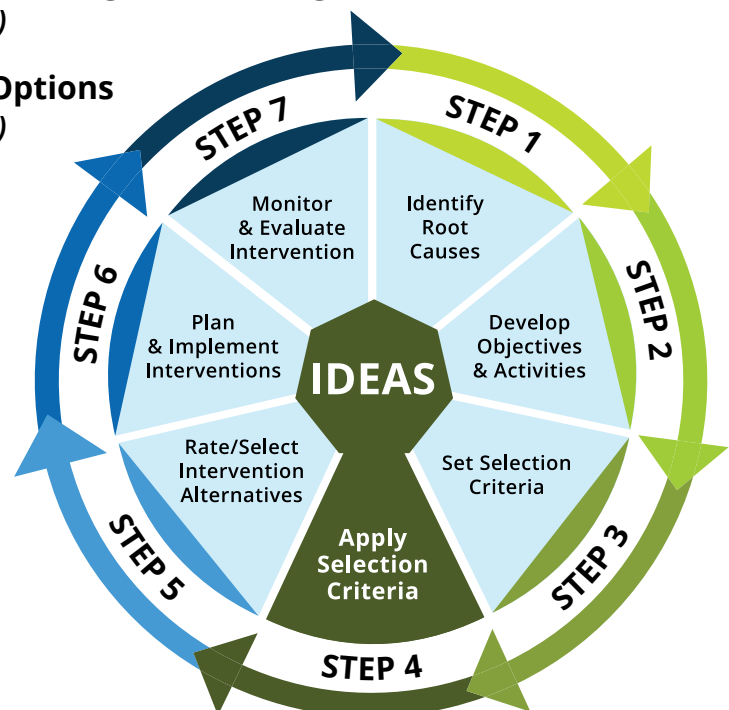 )
Options
)
STEP 1
Identify
Root
Causes
STEP 2
Develop
Objectives
& Activities
STEP 3
Set Selection
Criteria
STEP 4
Apply
Selection
Criteria
STEP 5
Rate/Select
Intervention
Alternatives
STEP 6
Plan
& Implement
Interventions
STEP 7
Monitor
& Evaluate
Intervention
IDEAS